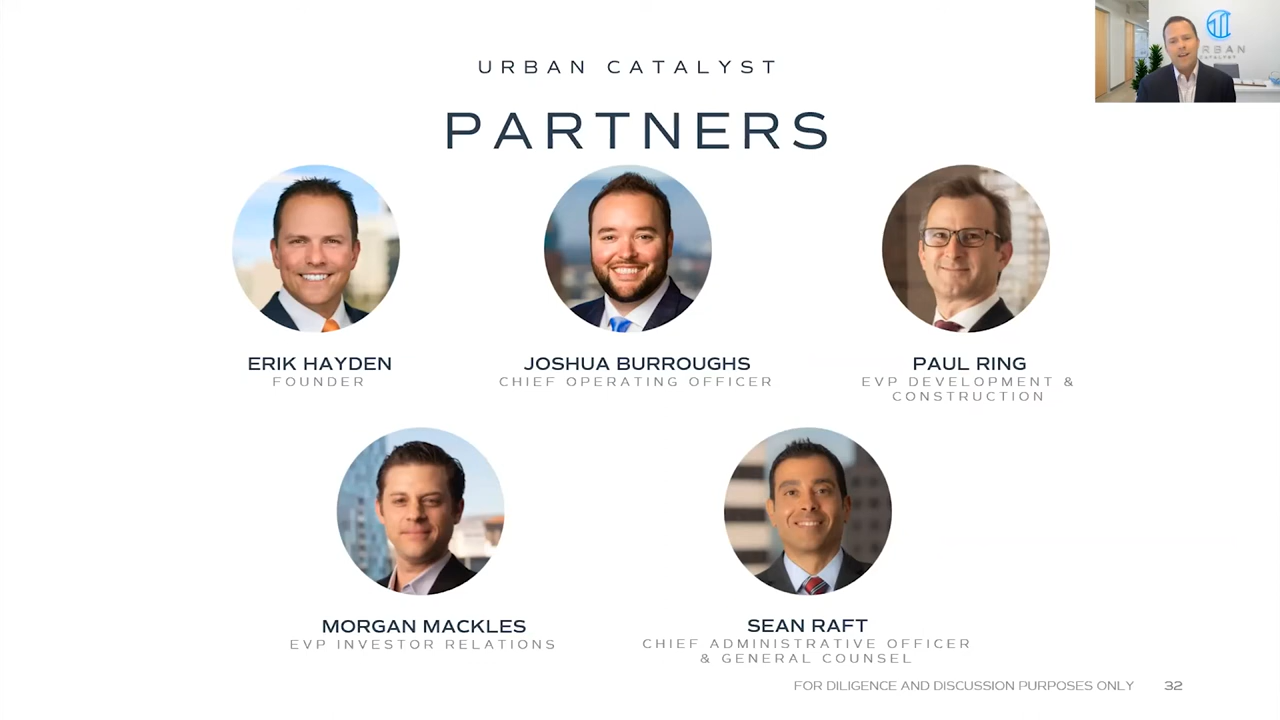 URBAN CATALYST
PARTNERS
ERIK HAYDEN
FOUNDER
JOSHUA BURROUGHS
CHIEF OPERATING OFFICER
PAUL RING
EVP DEVELOPMENT &
CONSTRUCTION
MORGAN MACKLES
EVP INVESTOR RELATIONS
SEAN RAFT
CHIEF ADMINISTRATIVE OFFICER
& GENERAL COUNSEL
FOR DILIGENCE AND DISCUSSION PURPOSES ONLY 32